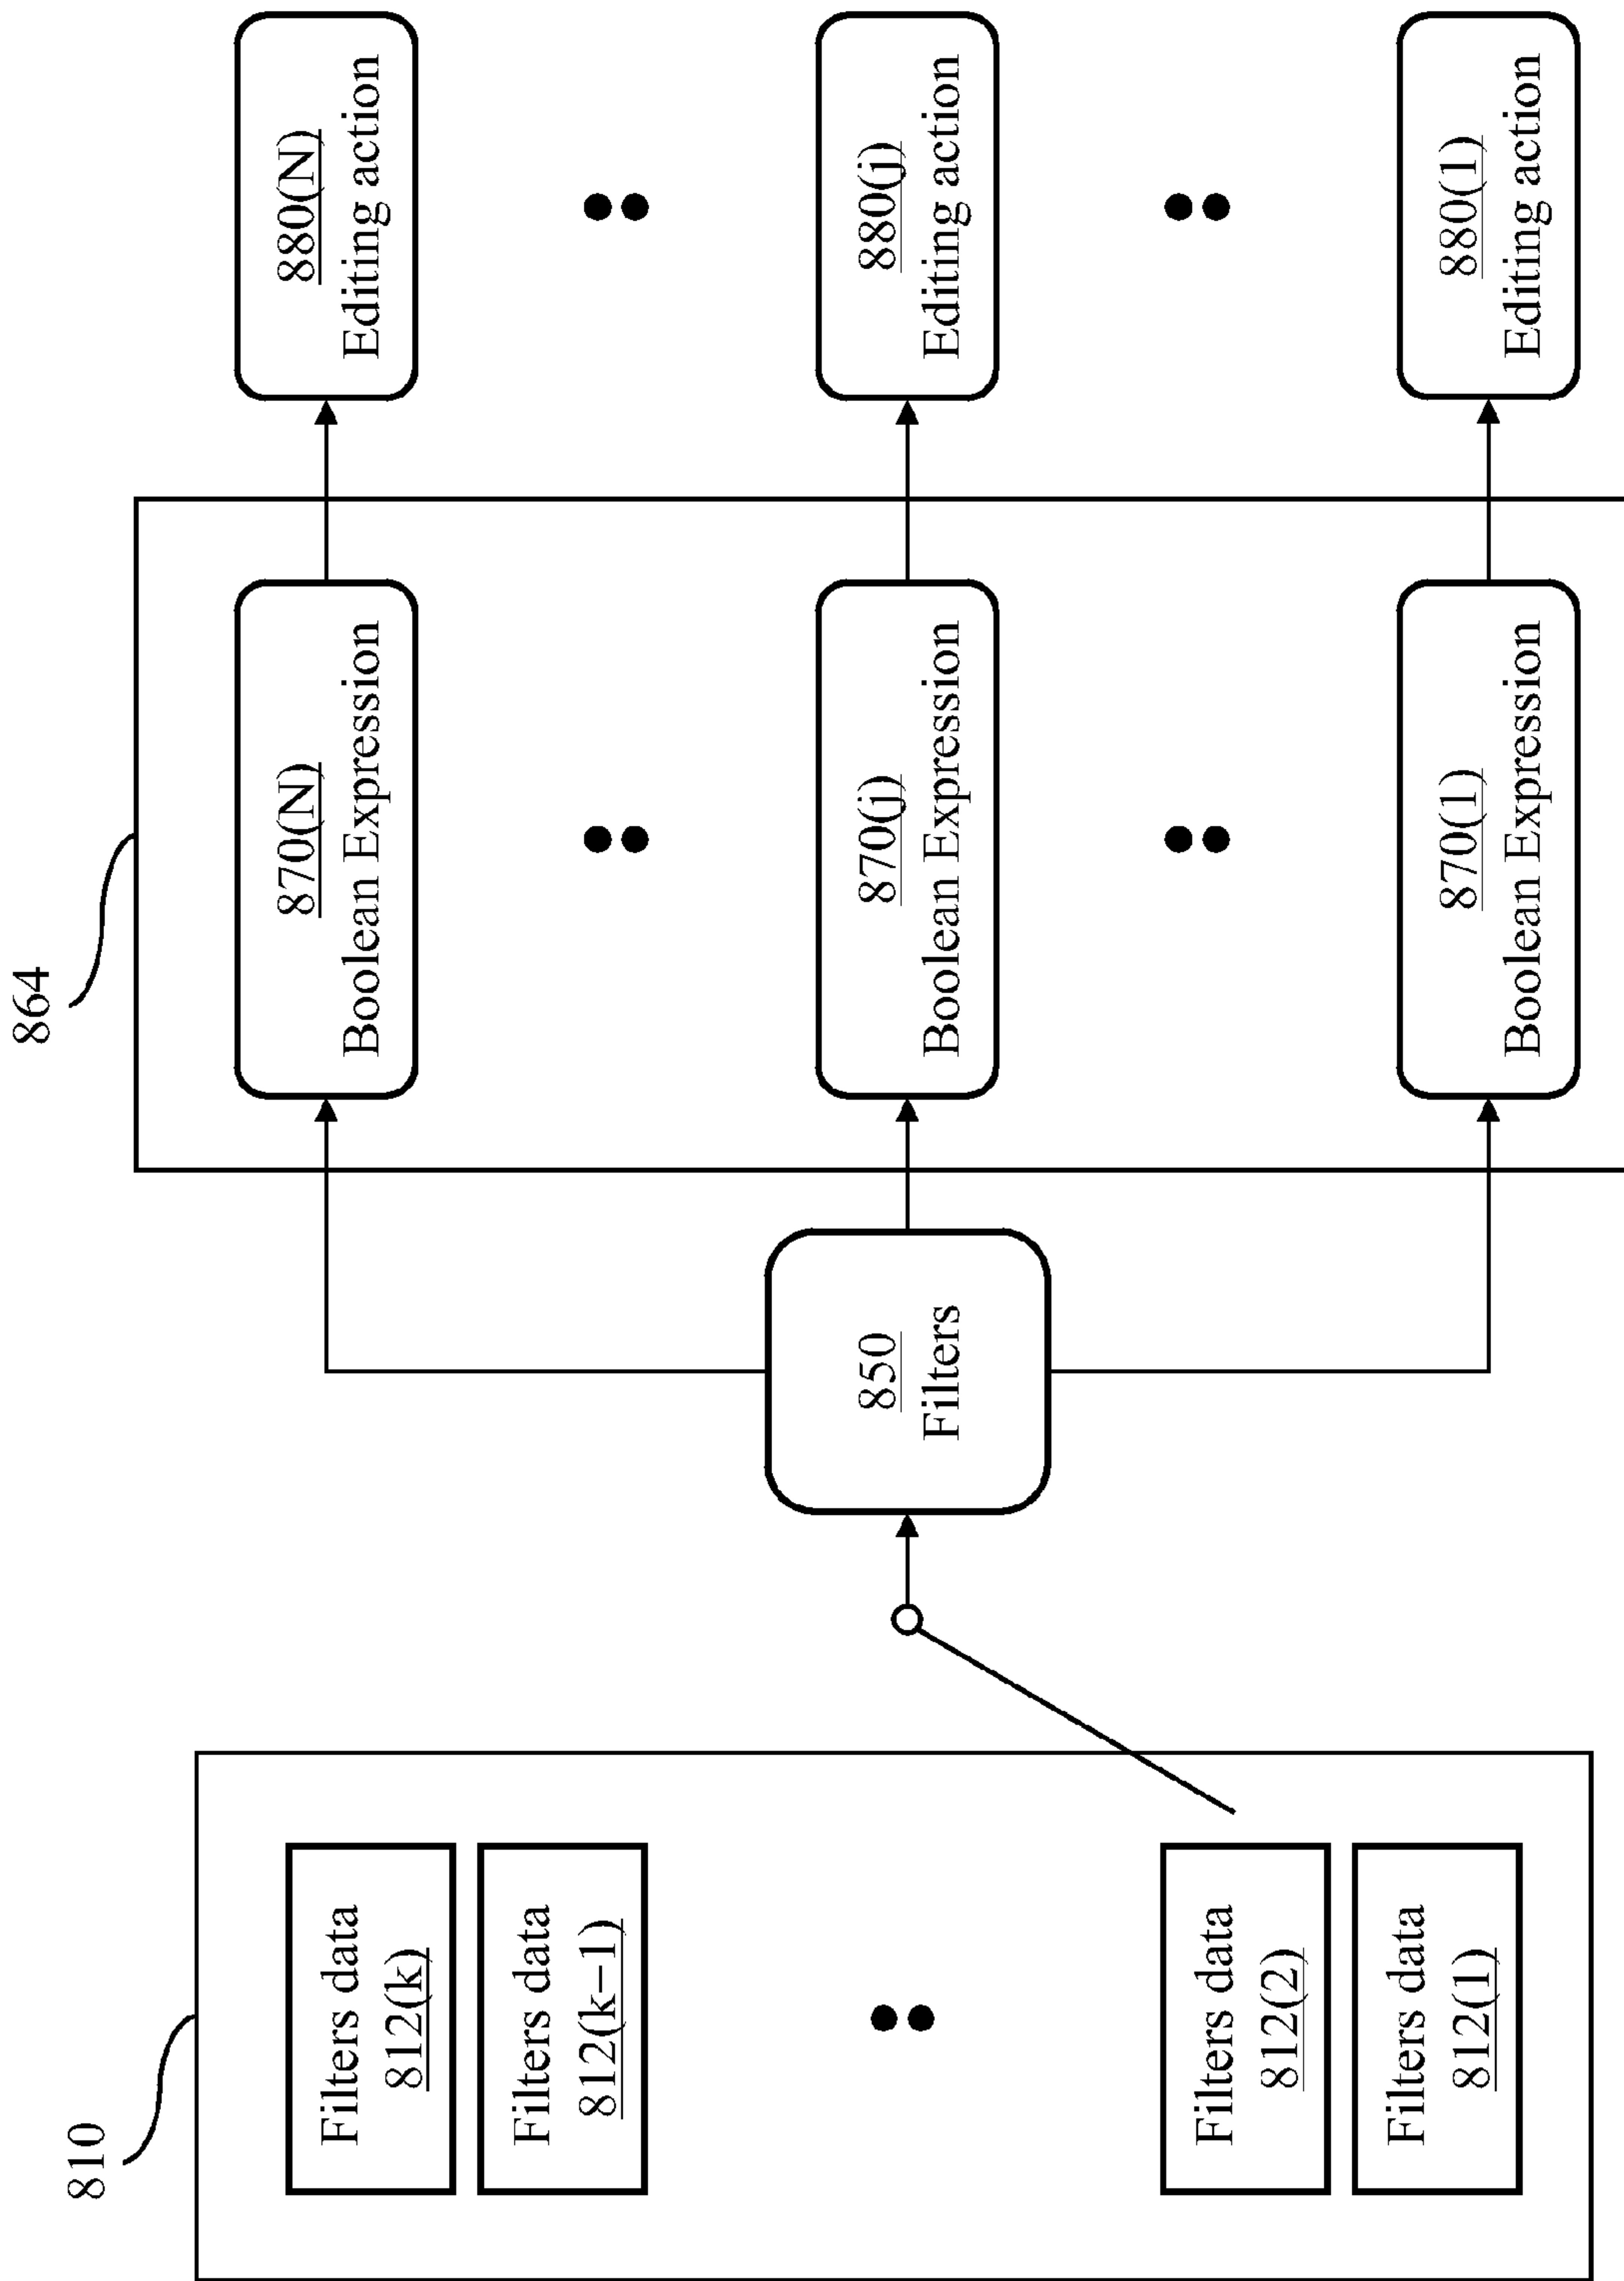 810
Filters data
812(k)
Filters data
812(k−1)
Filters data
812(2)
Filters data
812(1)
850
Filters
864
870(N)
Boolean Expression
870(j)
Boolean Expression
870(1)
Boolean Expression
880(N)
Editing action
880(j)
Editing action
880(1)
Editing action